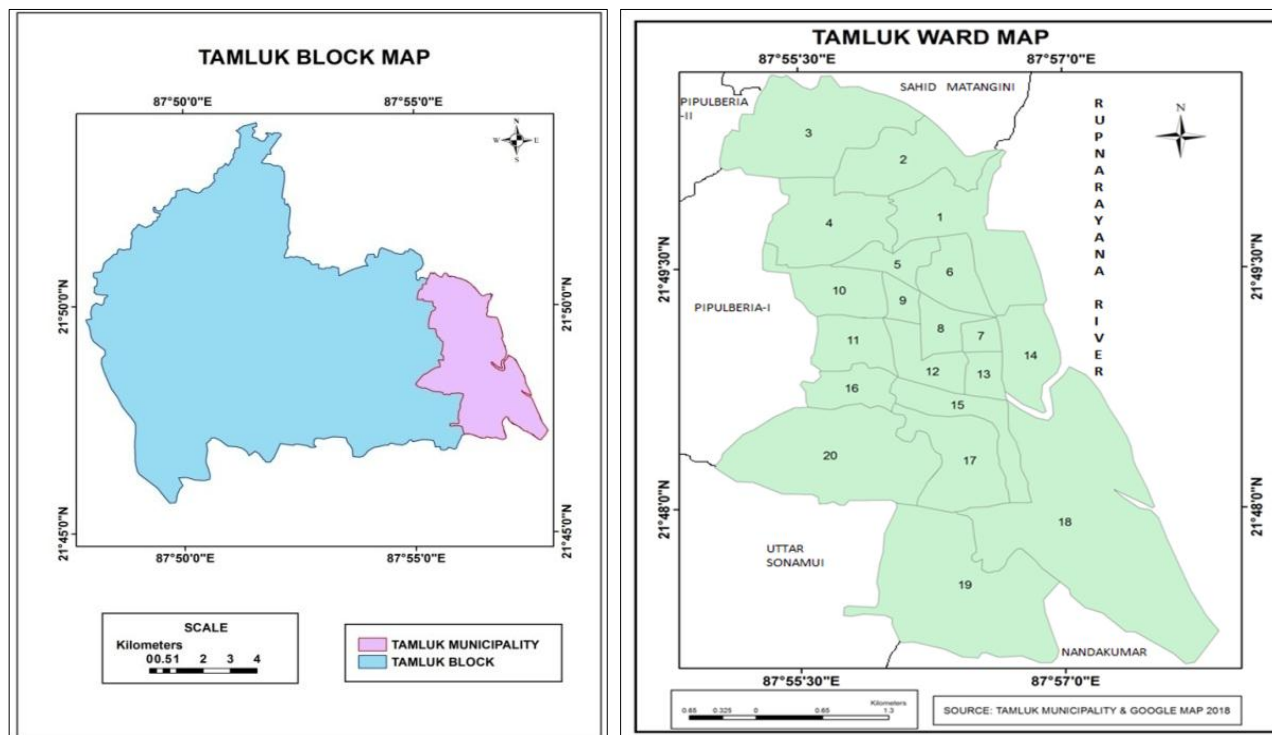 TAMLUK BLOCK MAP
87°50'0"E
87°55'0"E
N
W
E
S
21°50'0"N
21°50'0"N
21°45'0"N
21°45'0"N
87°50'0"E
87°55'0"E
SCALE
Kilometers
0 0.5 1 2 3 4
TAMLUK MUNICIPALITY
TAMLUK BLOCK
TAMLUK WARD MAP
87°55'30"E
87°57'0"E
PIPULBERIA
-II
SAHID MATANGINI
N
RUPNARAYANA RIVER
3
2
4
1
21°49'30"N
21°49'30"N
5
6
10
9
PIPULBERIA-I
8
7
11
14
12
13
16
15
20
17
21°48'0"N
21°48'0"N
18
UTTAR
SONAMUI
19
NANDAKUMAR
87°55'30"E
87°57'0"E
Kilometers
0.65 0.325 0 0.65 1.3
SOURCE: TAMLUK MUNICIPALITY & GOOGLE MAP 2018